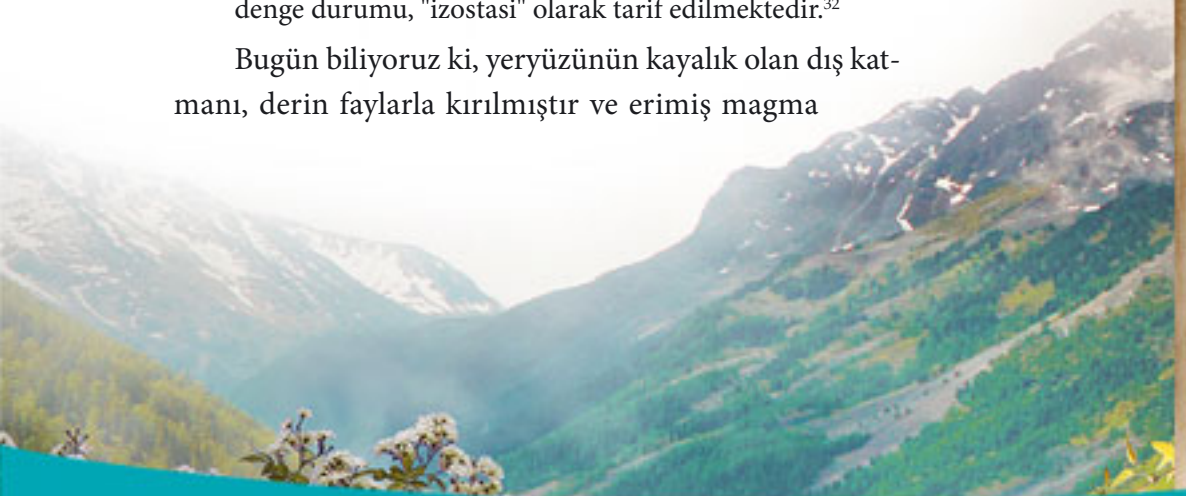 denge durumu, "izostasi" olarak tarif edilmektedir.³²
Bugün biliyoruz ki, yeryüzünün kayalık olan dış kat-
manı, derin faylarla kırılmıştır ve erimiş magma